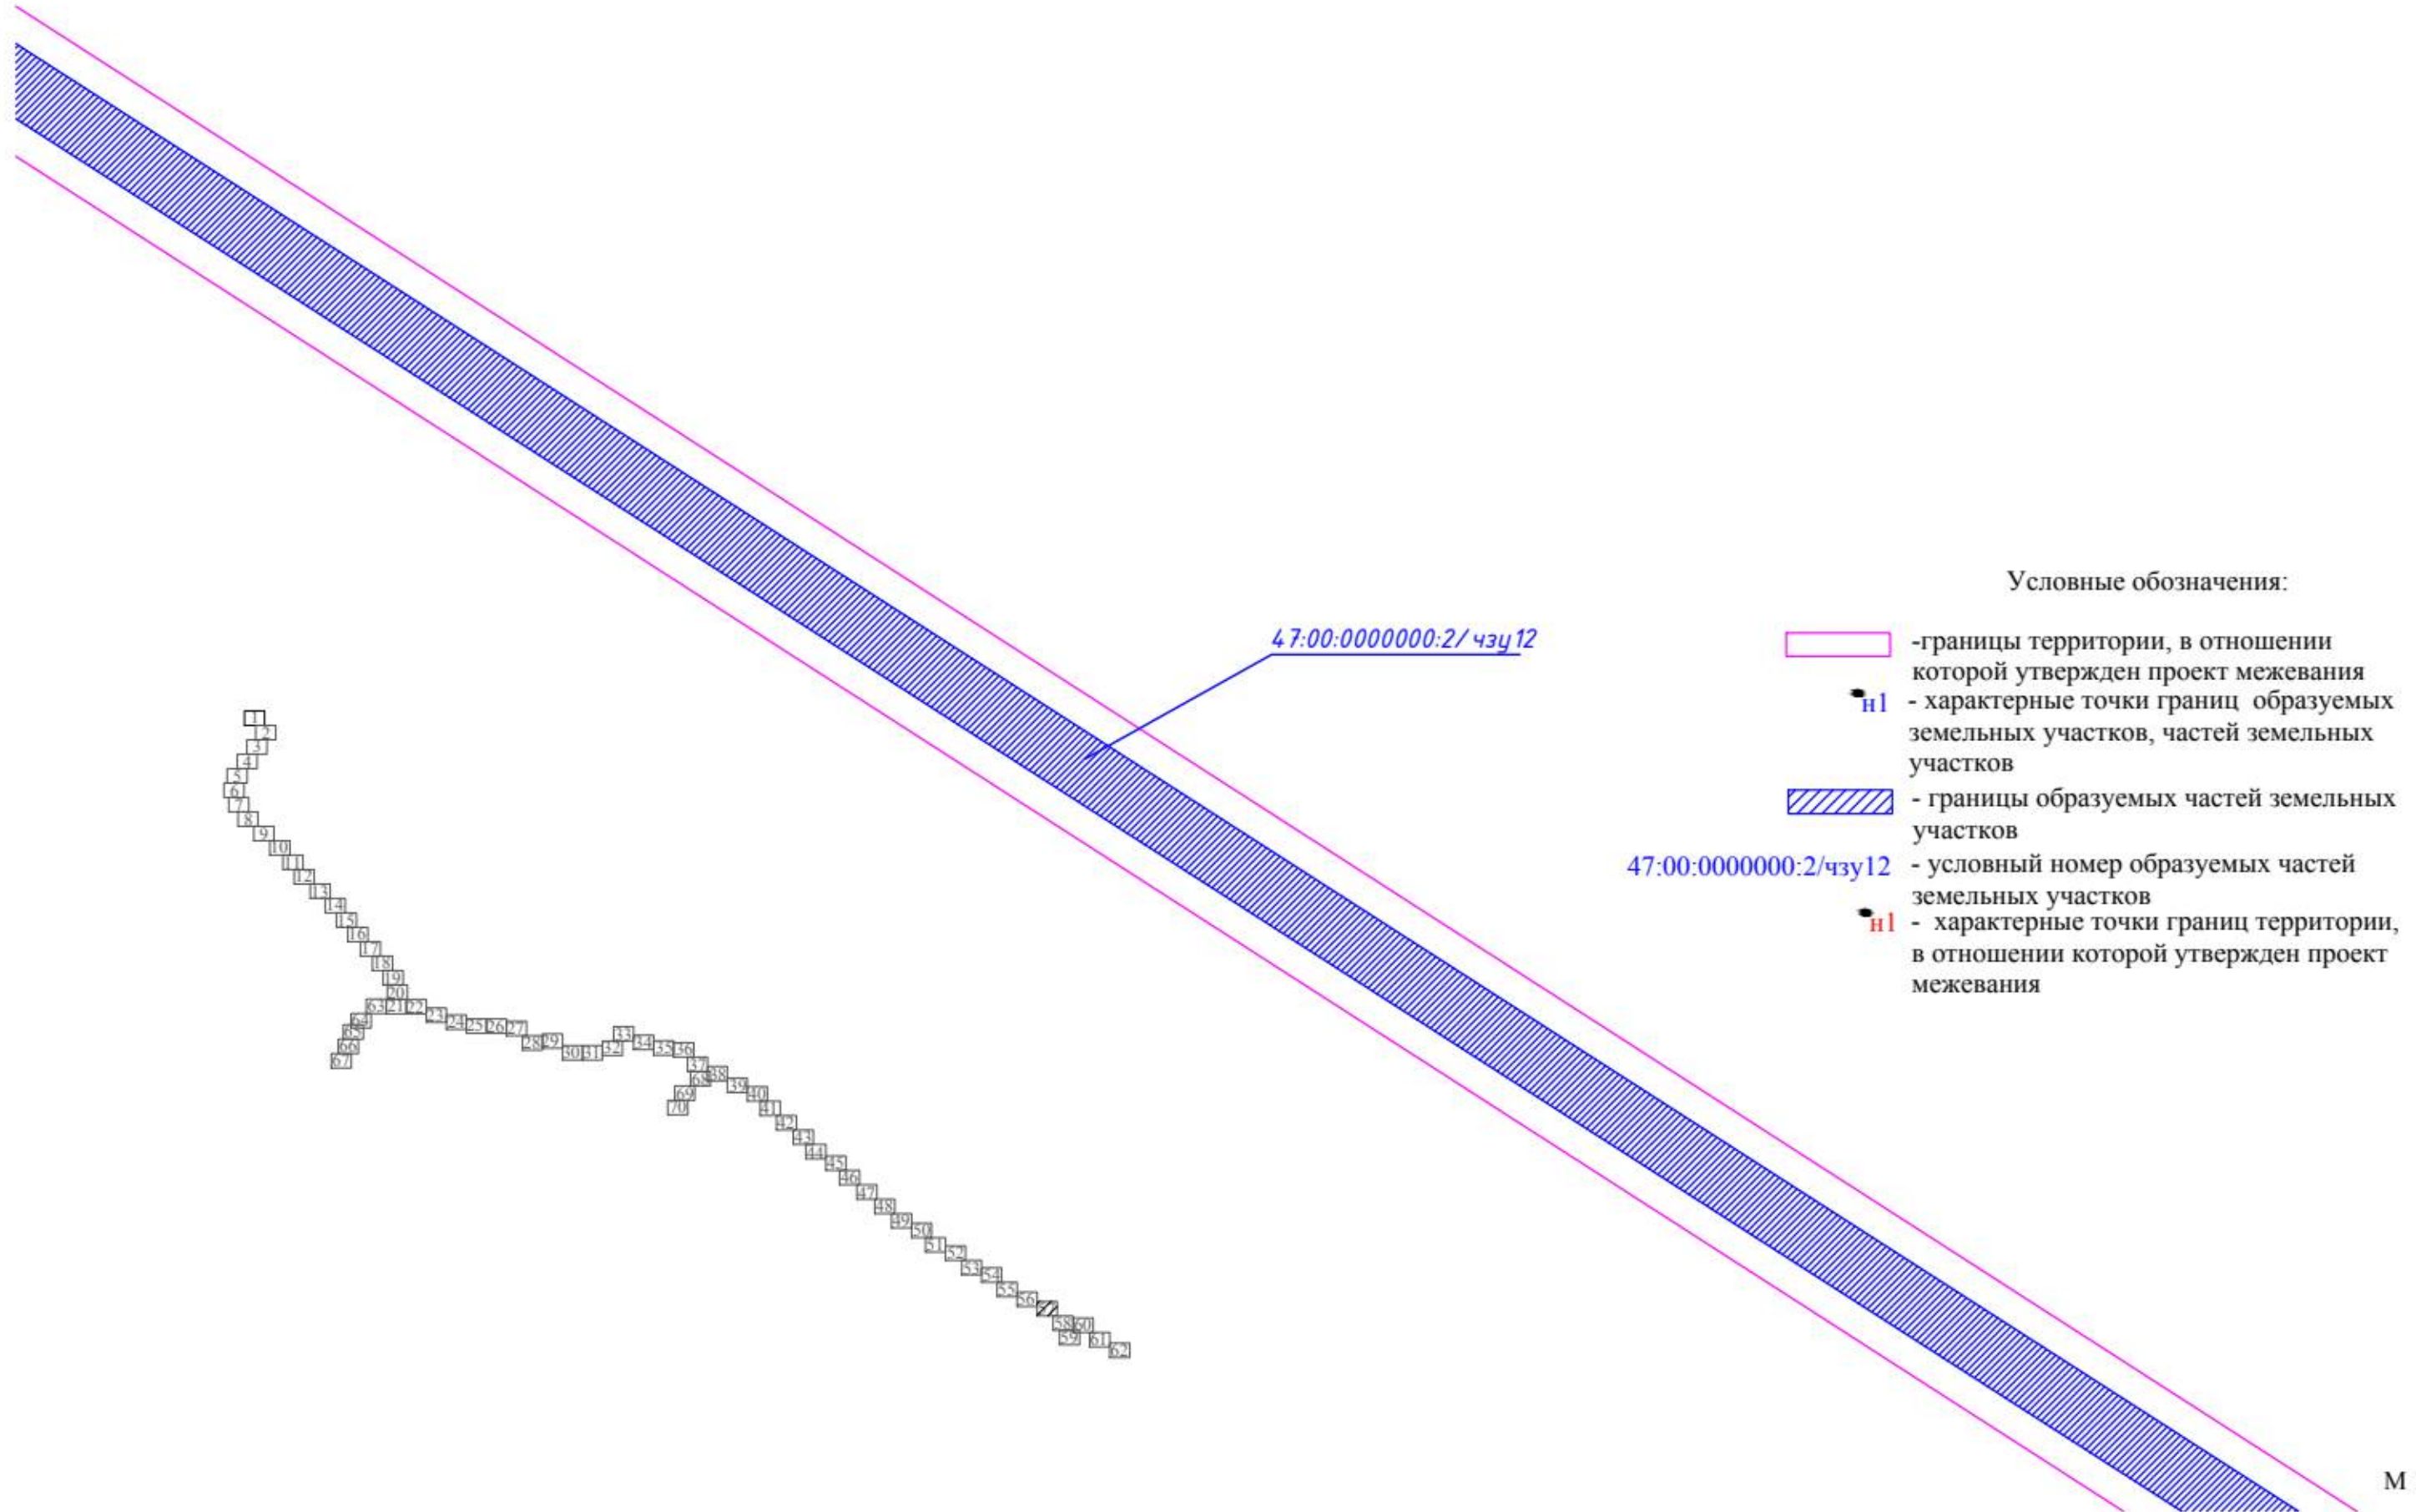 47:00:0000000:2/ чзу12
Условные обозначения:
-границы территории, в отношении
которой утвержден проект межевания
н1 - характерные точки границ образуемых
земельных участков, частей земельных
участков
- границы образуемых частей земельных
участков
47:00:0000000:2/чзу12 - условный номер образуемых частей
земельных участков
н1 - характерные точки границ территории,
в отношении которой утвержден проект
межевания
1
2
3
4
5
6
7
8
9
10
11
12
13
14
15
16
17
18
19
20
63 21 22
23
24 25 26 27
28 29
30 31 32
33
34 35 36
37
38
39
40
41
42
43
44
45
46
47
48
49
50
51
52
53
54
55
56
58 60
59 61
62
64
65
66
67
68
69
70
М